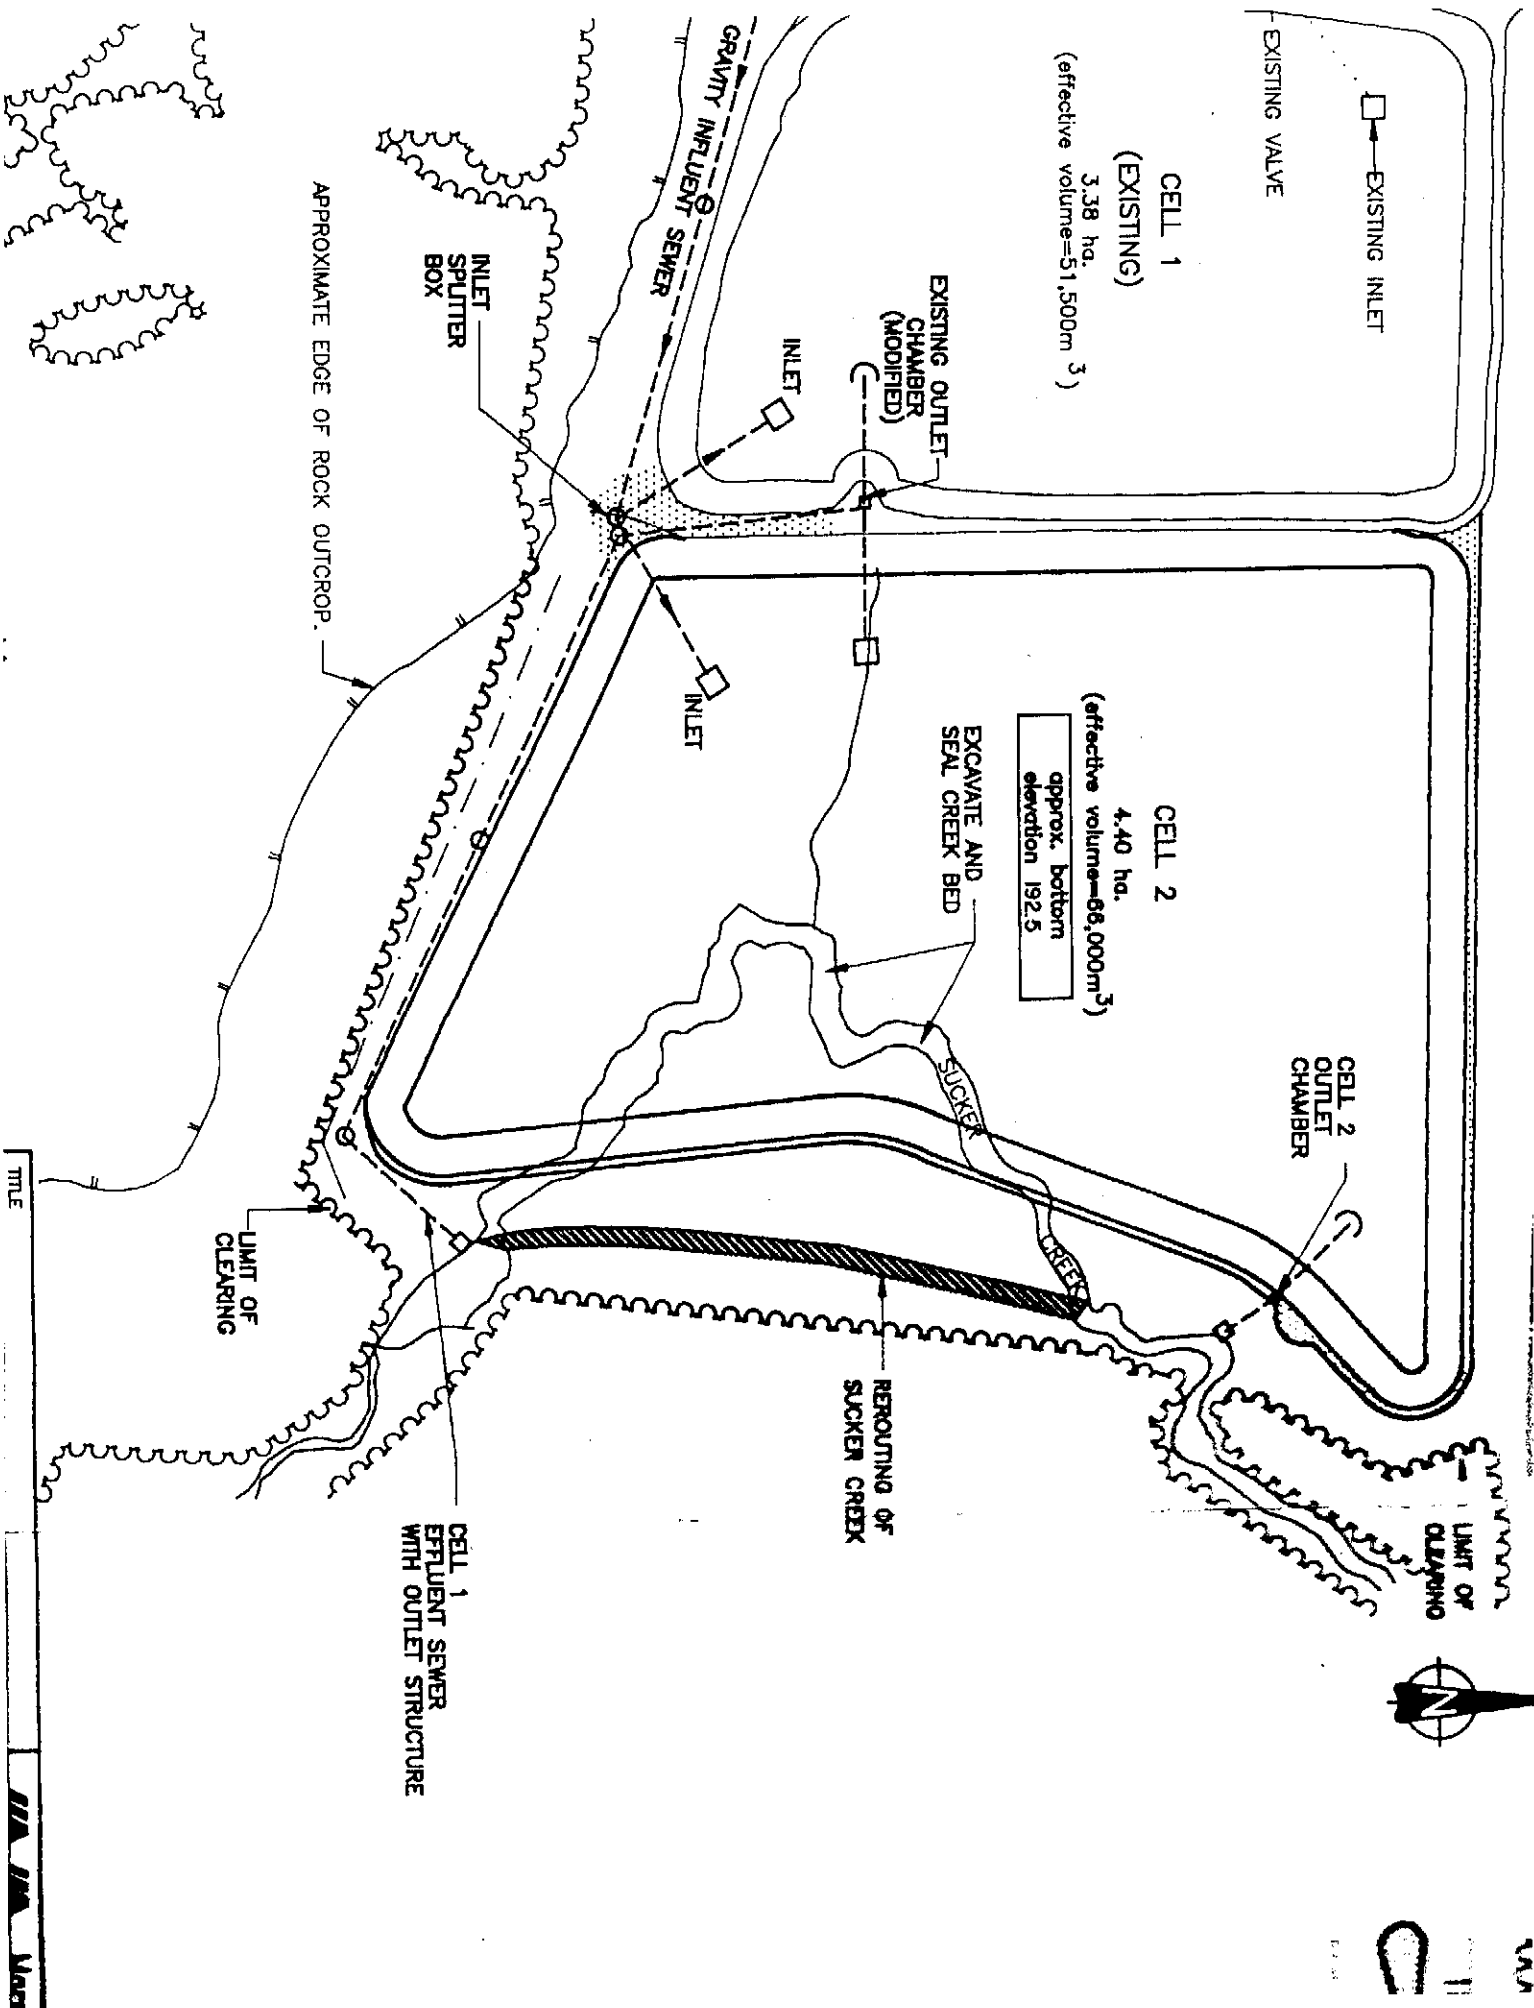 EXISTING INLET
EXISTING VALVE
CELL 1
(EXISTING)
3.38 ha.
(effective volume=51,500m 3)
EXISTING OUTLET
CHAMBER
(MODIFIED)
INLET
GRAVITY INFLUENT SEWER
INLET
SPLITTER
BOX
APPROXIMATE EDGE OF ROCK OUTCROP.
CELL 2
4.40 ha.
(effective volume=66,000m3)
approx. bottom
elevation 192.5
EXCAVATE AND
SEAL CREEK BED
INLET
CELL 2
OUTLET
CHAMBER
SUCKER
CREEK
LIMIT OF
CLEARING
REROUTING OF
SUCKER CREEK
LIMIT OF
CLEARING
CELL 1
EFFLUENT SEWER
WITH OUTLET STRUCTURE
N
TITLE